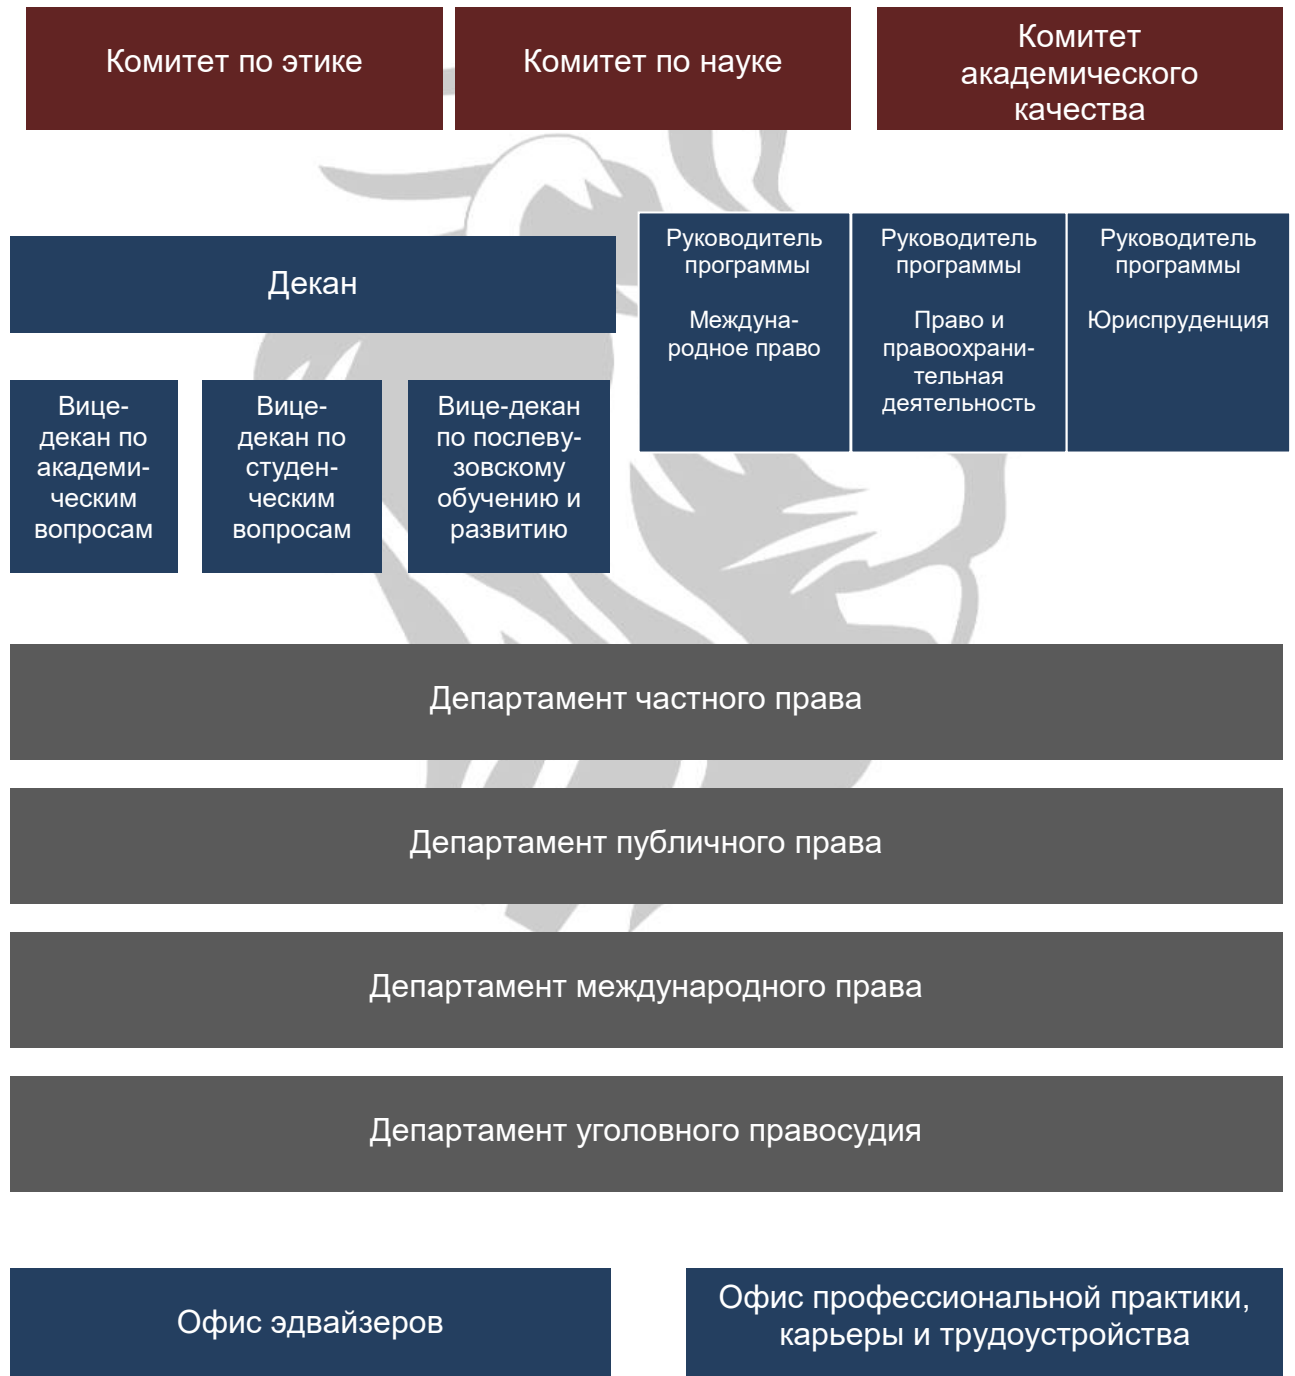 Комитет по этике
Комитет по науке
Комитет
академического
качества
Декан
Руководитель
программы
Междуна-
родное право
Руководитель
программы
Право и
правоохрани-
тельная
деятельность
Руководитель
программы
Юриспруденция
Вице-
декан по
академи-
ческим
вопросам
Вице-
декан по
студен-
ческим
вопросам
Вице-декан
по послеву-
зовскому
обучению и
развитию
Департамент частного права
Департамент публичного права
Департамент международного права
Департамент уголовного правосудия
Офис эдвайзеров
Офис профессиональной практики,
карьеры и трудоустройства